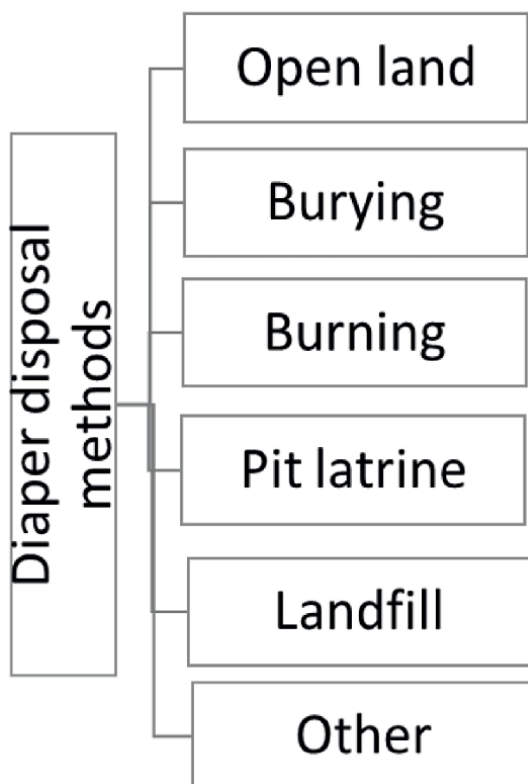 Diaper disposal
methods
Open land
Burying
Burning
Pit latrine
Landfill
Other